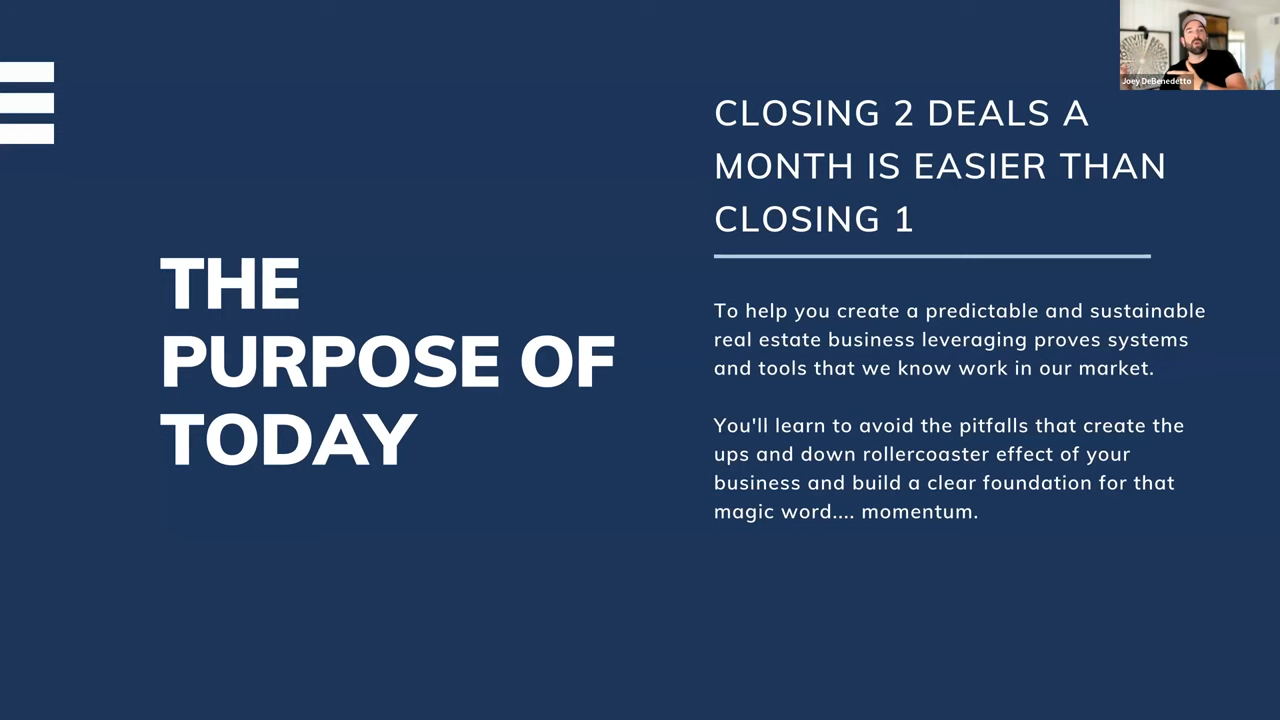 THE
PURPOSE OF
TODAY
CLOSING 2 DEALS A
MONTH IS EASIER THAN
CLOSING 1
To help you create a predictable and sustainable
real estate business leveraging proves systems
and tools that we know work in our market.
You'll learn to avoid the pitfalls that create the
ups and down rollercoaster effect of your
business and build a clear foundation for that
magic word.... momentum.
Joey DeBenedetto